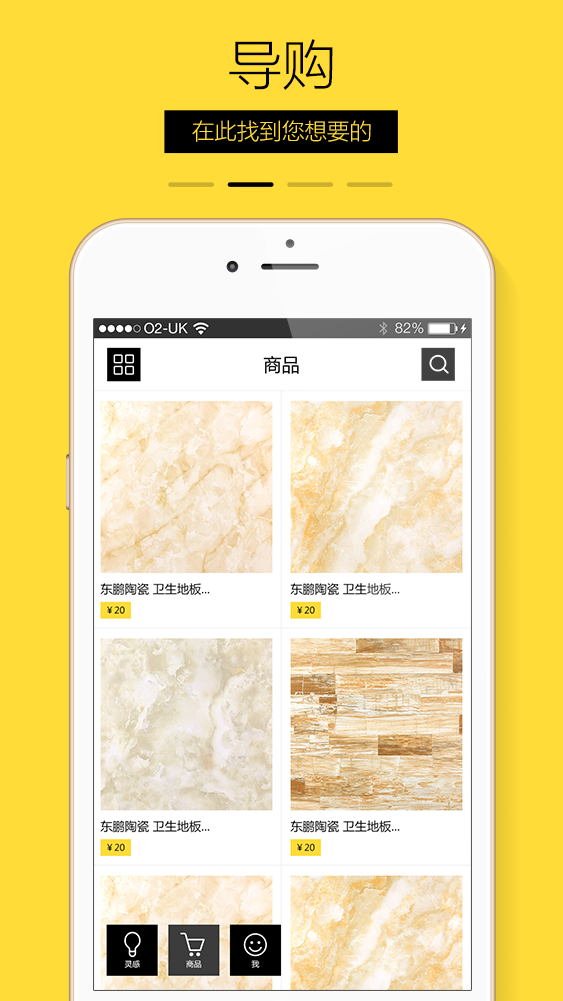 导购
在此找到您想要的
O2-UK 82%
商品
东鹏陶瓷 卫生地板...
东鹏陶瓷 卫生地板...
¥20
¥20
东鹏陶瓷 卫生地板...
东鹏陶瓷 卫生地板...
¥20
¥20
灵感
商品
我